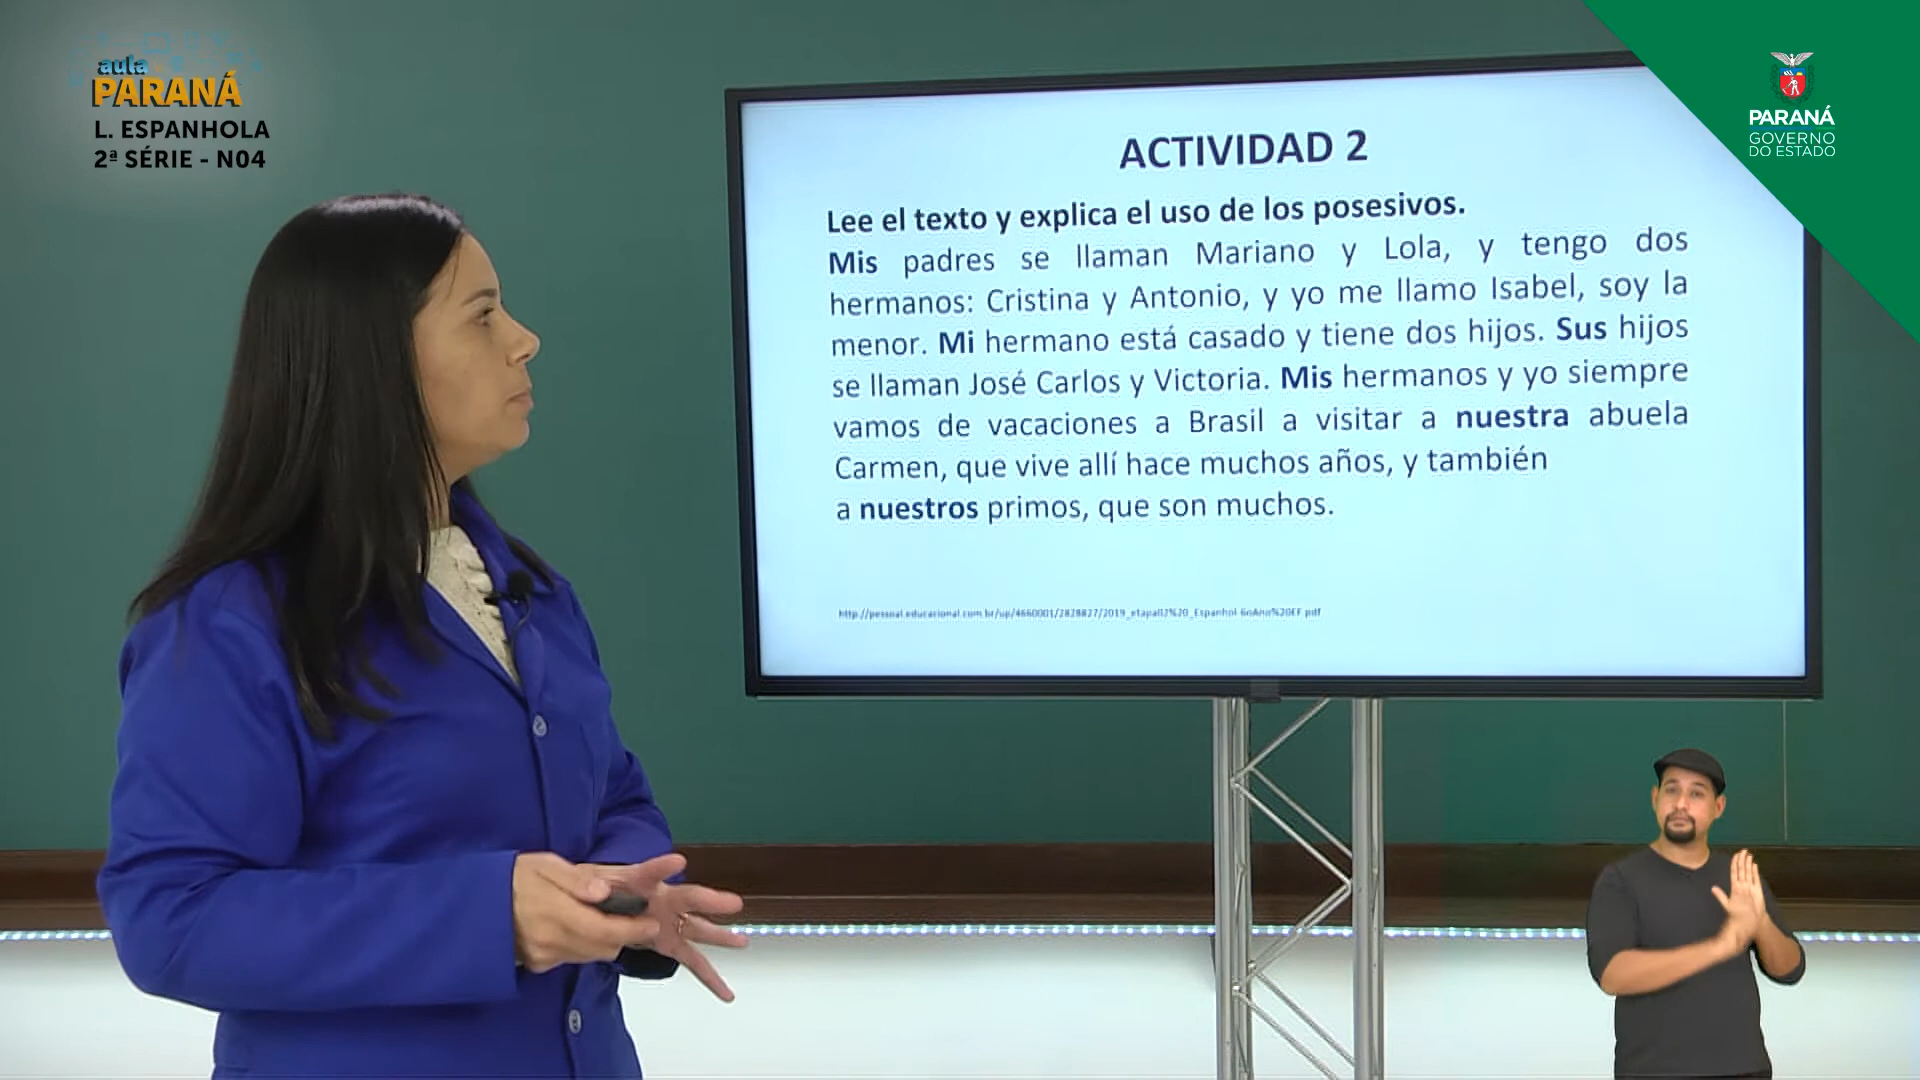 aula
PARANÁ
L. ESPANHOLA
2ª SÉRIE - N04
PARANÁ
GOVERNO
DO ESTADO
ACTIVIDAD 2
Lee el texto y explica el uso de los posesivos.
Mis padres se llaman Mariano y Lola, y tengo dos
hermanos: Cristina y Antonio, y yo me llamo Isabel, soy la
menor. Mi hermano está casado y tiene dos hijos. Sus hijos
se llaman José Carlos y Victoria. Mis hermanos y yo siempre
vamos de vacaciones a Brasil a visitar a nuestra abuela
Carmen, que vive allí hace muchos años, y también
a nuestros primos, que son muchos.